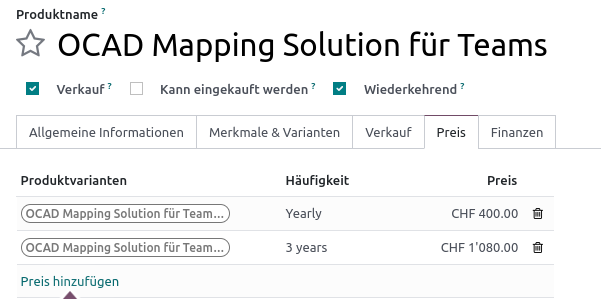 Produktname ?
OCAD Mapping Solution für Teams
Verkauf ? Kann eingekauft werden ? Wiederkehrend ?
Allgemeine Informationen Merkmale & Varianten Verkauf Preis Finanzen
Produktvarianten Häufigkeit Preis
OCAD Mapping Solution für Team... Yearly CHF 400.00
OCAD Mapping Solution für Team... 3 years CHF 1'080.00
Preis hinzufügen